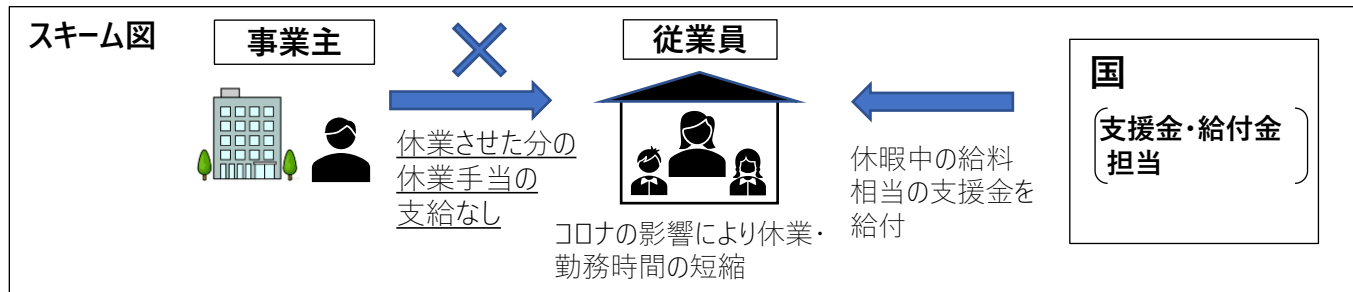 スキーム図
事業主
従業員
国
支援金・給付金
担当
休業させた分の
休業手当の
支給なし
コロナの影響により休業・
勤務時間の短縮
休暇中の給料
相当の支援金を
給付